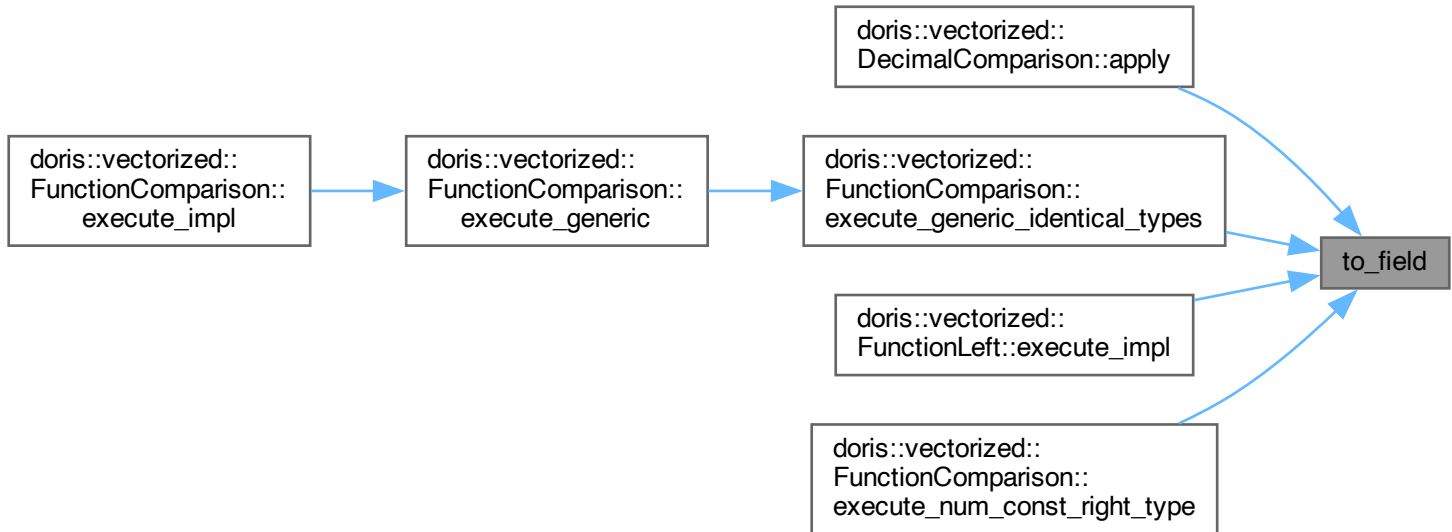 doris::vectorized::
DecimalComparison::apply
doris::vectorized::
FunctionComparison::
execute_impl
doris::vectorized::
FunctionComparison::
execute_generic
doris::vectorized::
FunctionComparison::
execute_generic_identical_types
to_field
doris::vectorized::
FunctionLeft::execute_impl
doris::vectorized::
FunctionComparison::
execute_num_const_right_type